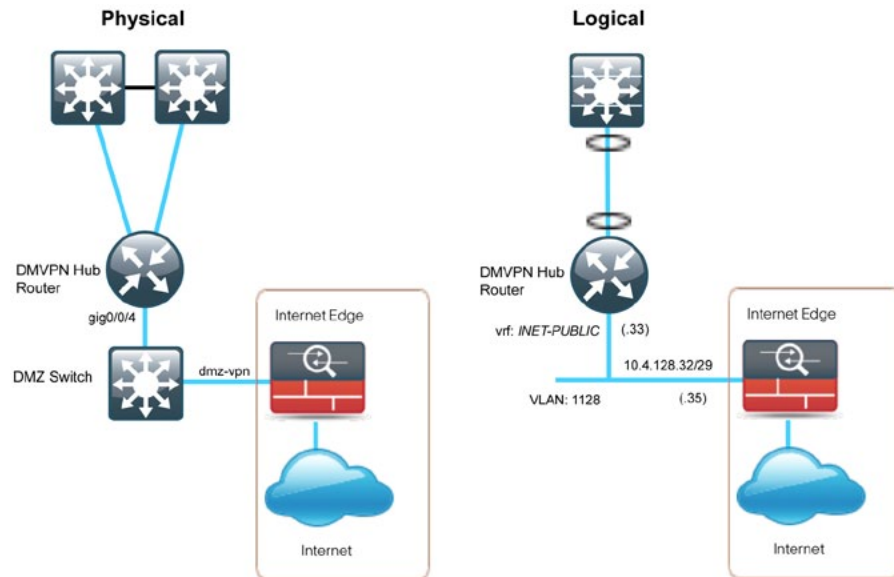 Physical
DMVPN Hub
Router
gig0/0/4
DMZ Switch
dmz-vpn
Internet Edge
Internet
Logical
DMVPN Hub
Router
vrf: INET-PUBLIC
(.33)
Internet Edge
10.4.128.32/29
VLAN: 1128
(.35)
Internet